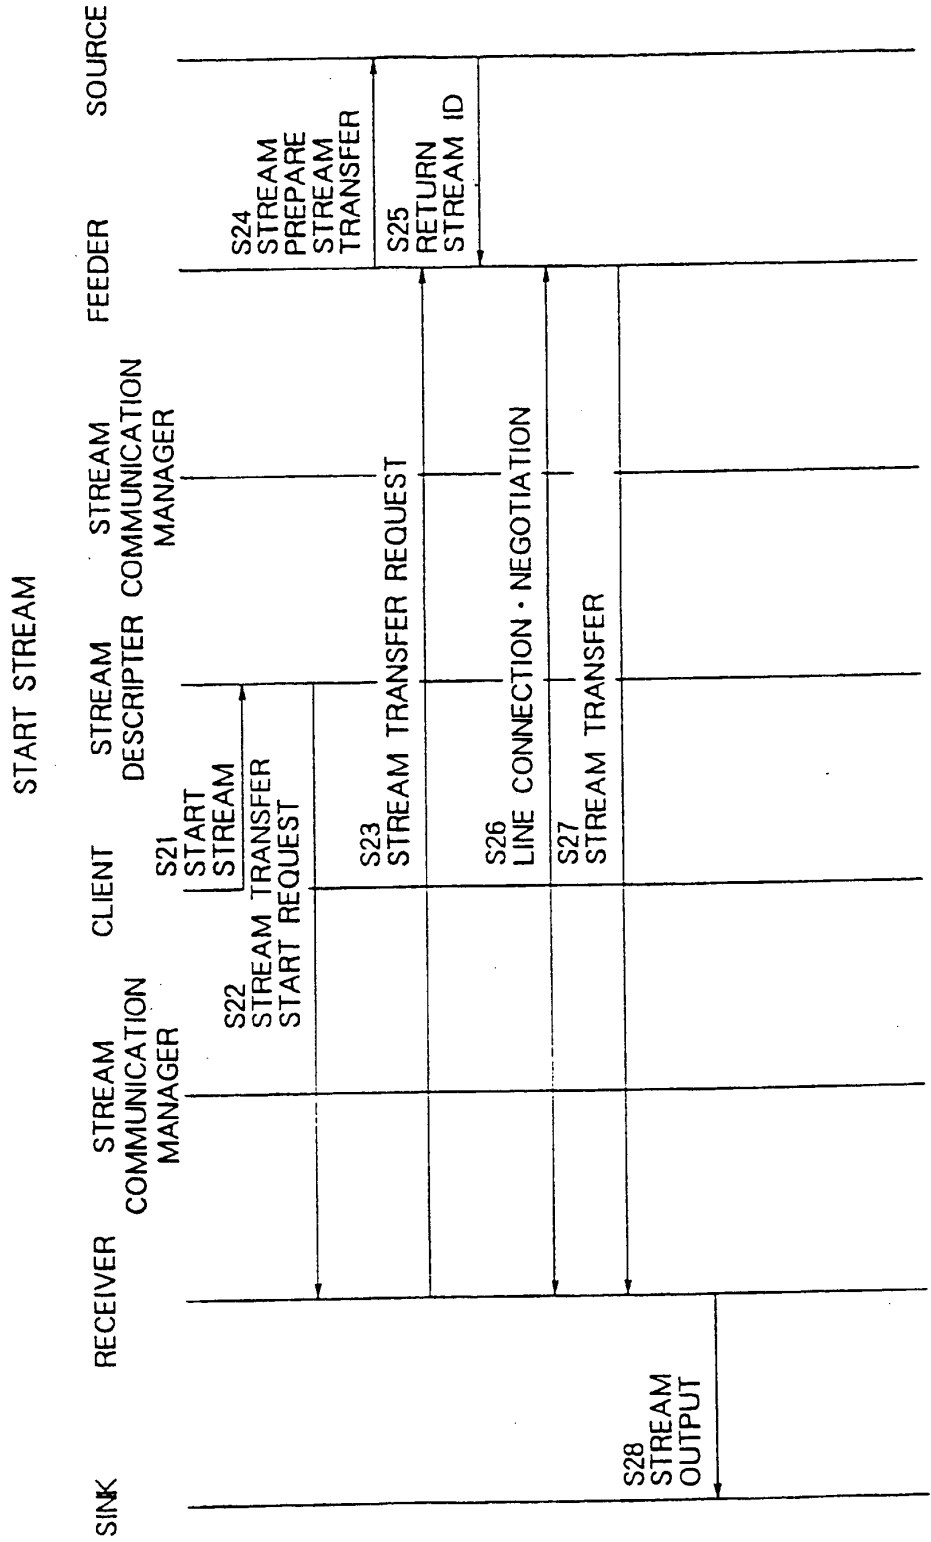 START STREAM
SINK
RECEIVER
STREAM
COMMUNICATION
MANAGER
CLIENT
STREAM
DESCRIPTER
STREAM
COMMUNICATION
MANAGER
FEEDER
SOURCE
S21
START
STREAM
S22
STREAM TRANSFER
START REQUEST
S24
STREAM
PREPARE
STREAM
TRANSFER
S23
STREAM TRANSFER REQUEST
S25
RETURN
STREAM ID
S26
LINE CONNECTION・NEGOTIATION
S27
STREAM TRANSFER
S28
STREAM
OUTPUT